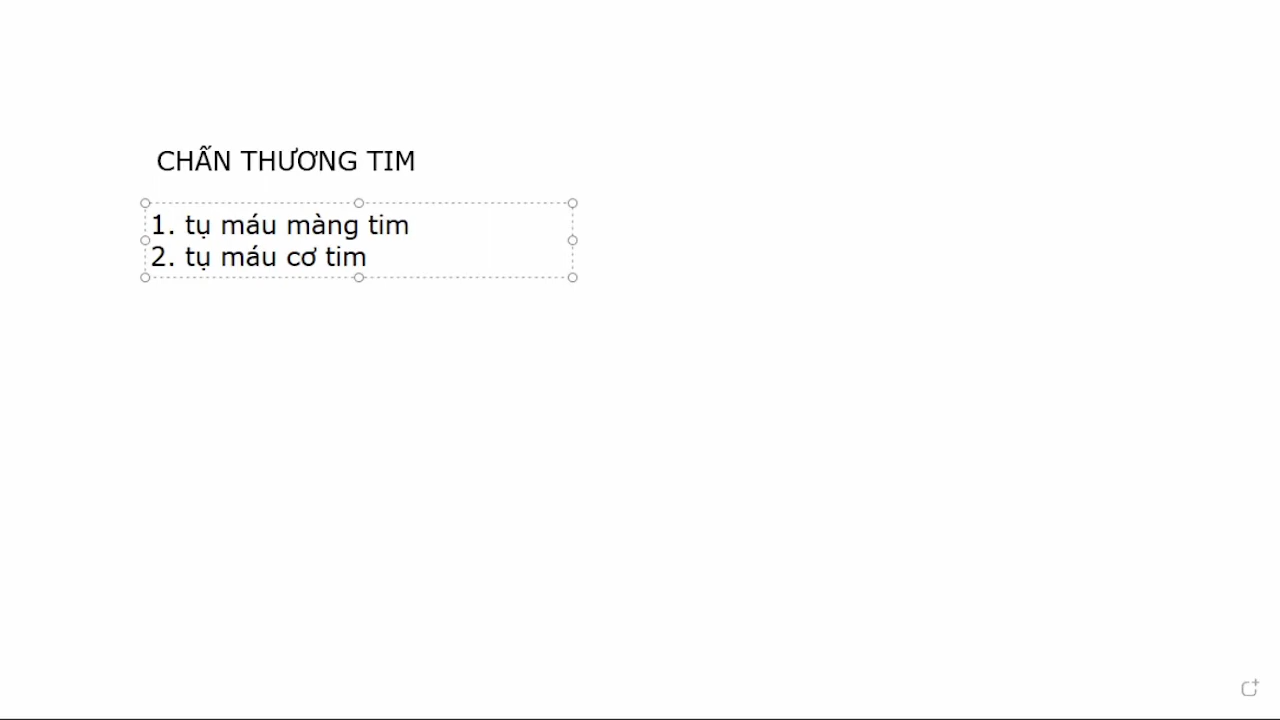 CHẤN THƯƠNG TIM
1. tụ máu màng tim
2. tụ máu cơ tim